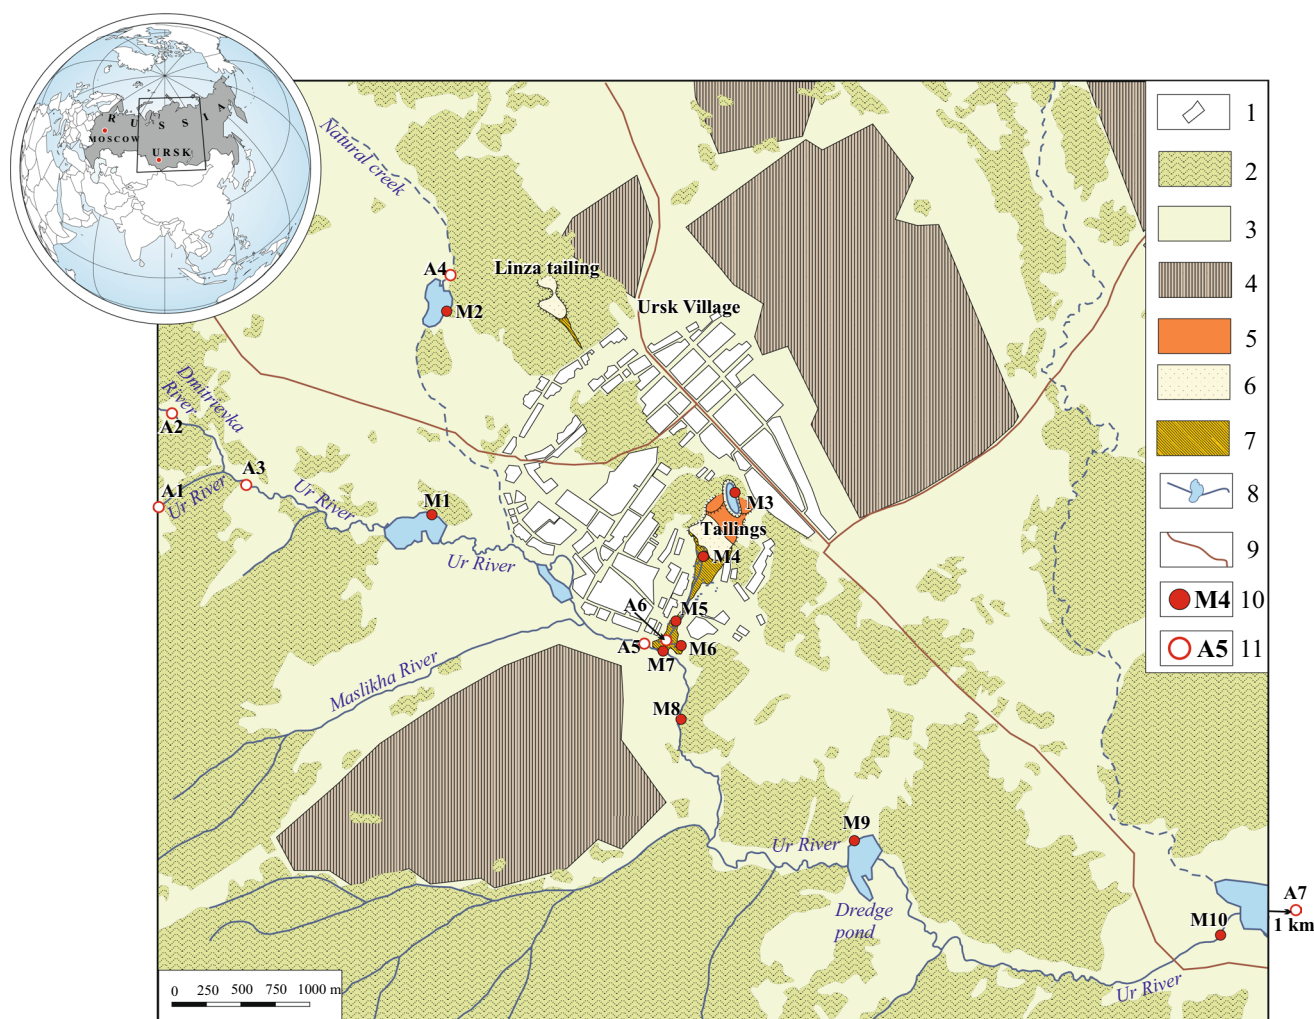 RUSSIA
MOSCOW
URSK
Natural creek
A4
M2
Linza tailing
Ursk Village
1
2
3
4
5
6
7
8
9
M4 10
A5 11
Dmitrievka
River
A2
A3
A1
Ur River
Ur River
M1
Ur River
M3
Tailings
M4
A6
M5
A5
M6
M7
Maslikha River
M8
M9
Ur River
Dredge
pond
A7
1 km
M10
Ur River
0 250 500 750 1000 m